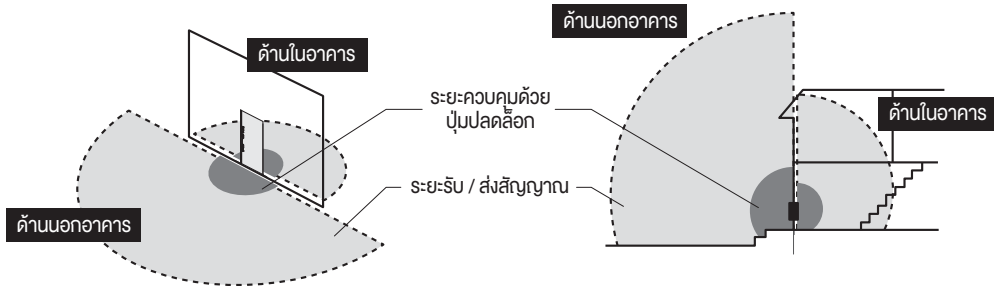 ด้านในอาคาร
ด้านนอกอาคาร
ระยะควบคุมด้วย
ปุ่มปลดล็อก
ระยะรับ / ส่งสัญญาณ
ด้านนอกอาคาร
ด้านในอาคาร